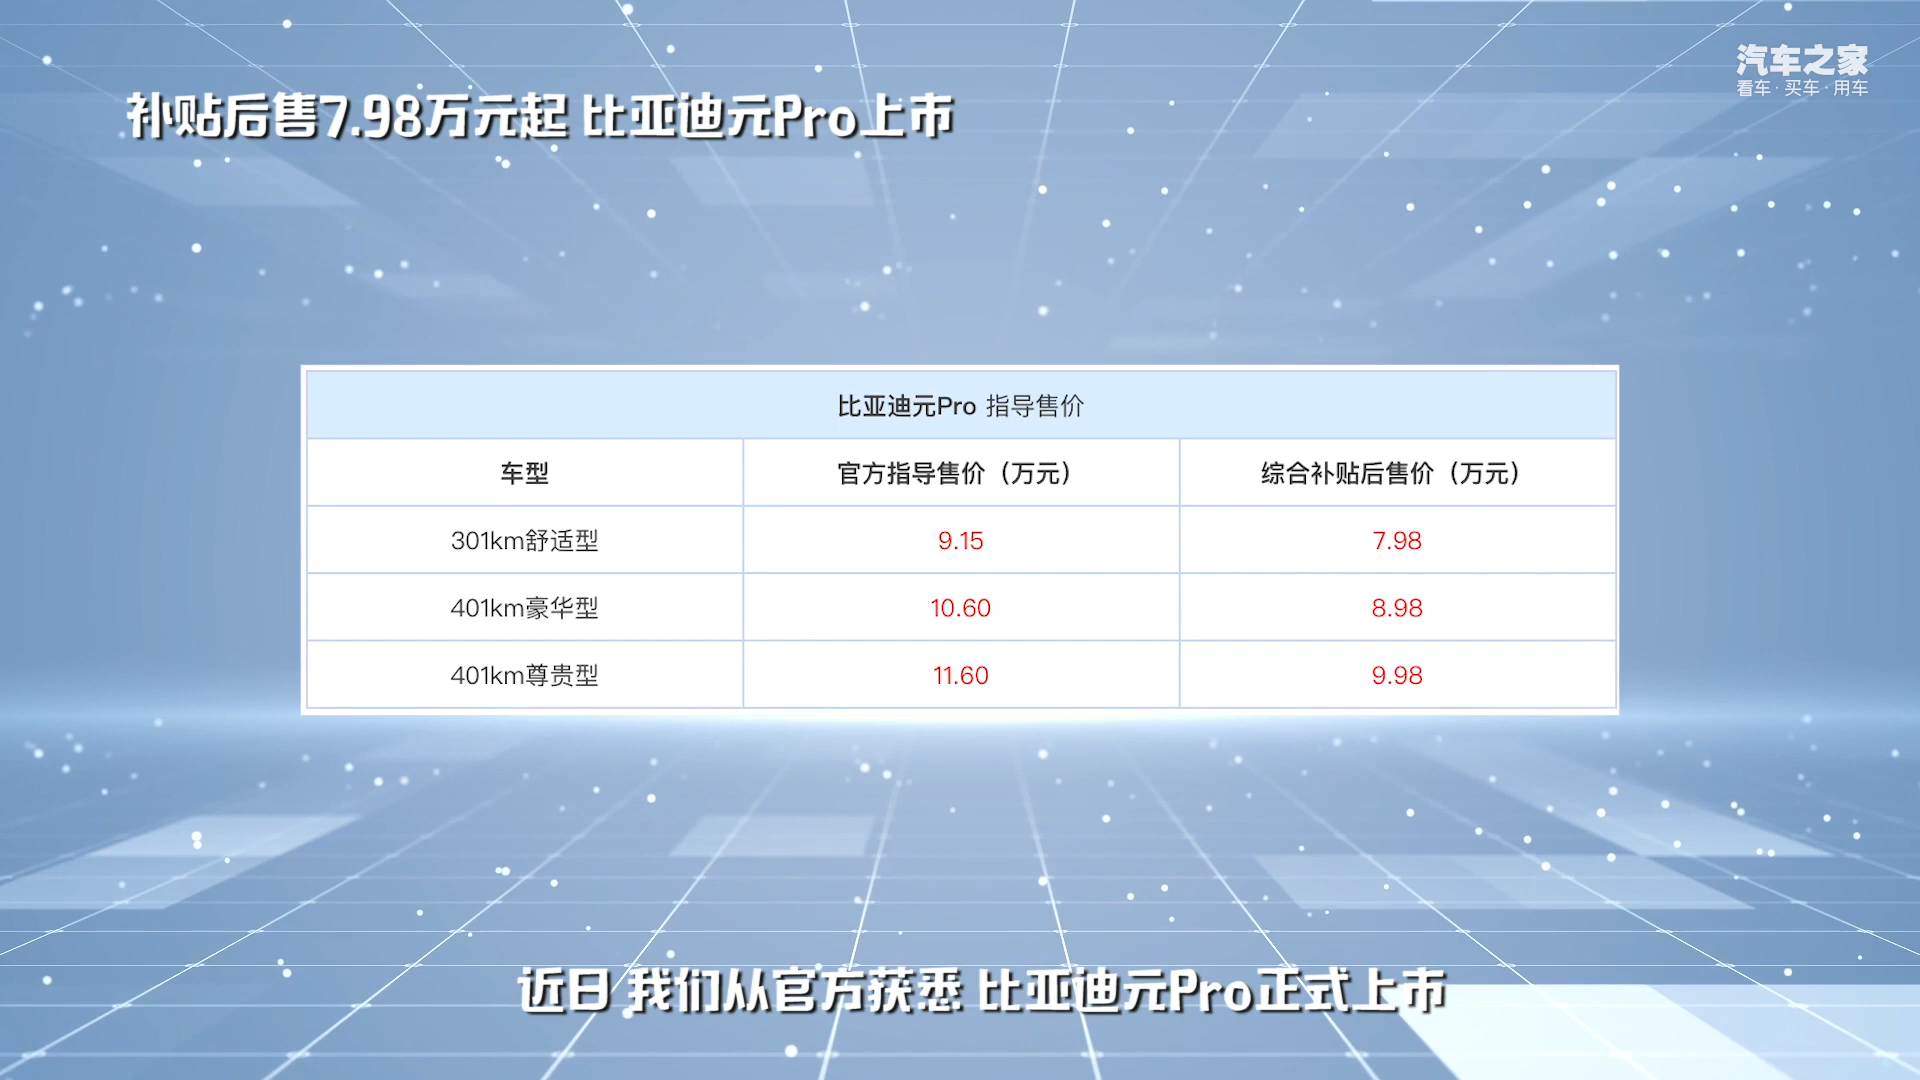 汽车之家
看车·买车·用车
补贴后售7.98万元起 比亚迪元Pro上市
比亚迪元Pro 指导售价
车型 官方指导售价（万元） 综合补贴后售价（万元）
301km舒适型 9.15 7.98
401km豪华型 10.60 8.98
401km尊贵型 11.60 9.98
近日 我们从官方获悉 比亚迪元Pro正式上市